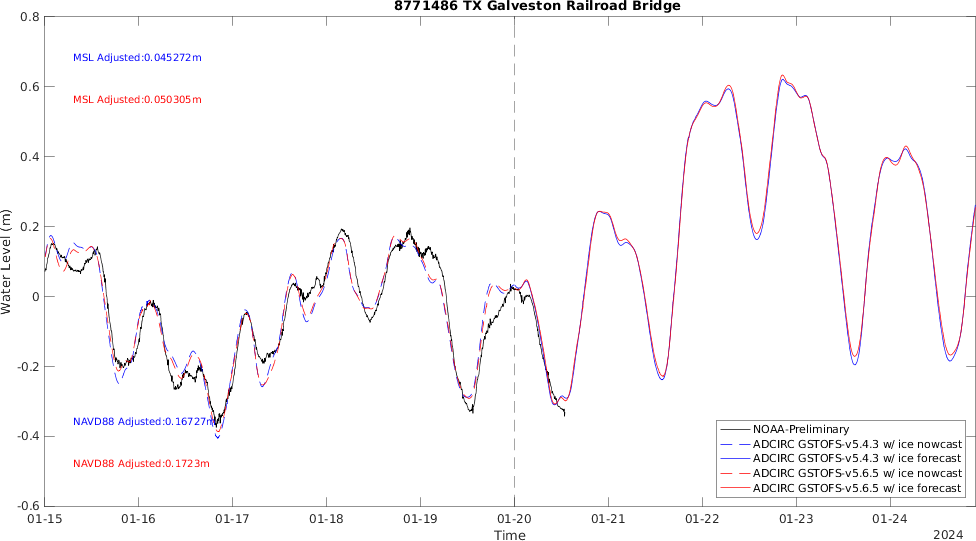 8771486 TX Galveston Railroad Bridge
0.8
0.6
0.4
0.2
0
-0.2
-0.4
-0.6
Water Level (m)
MSL Adjusted:0.045272m
MSL Adjusted:0.050305m
NAVD88 Adjusted:0.16727m
NAVD88 Adjusted:0.1723m
NOAA-Preliminary
ADCIRC GSTOFS-v5.4.3 w/ ice nowcast
ADCIRC GSTOFS-v5.4.3 w/ ice forecast
ADCIRC GSTOFS-v5.6.5 w/ ice nowcast
ADCIRC GSTOFS-v5.6.5 w/ ice forecast
01-15 01-16 01-17 01-18 01-19 01-20 01-21 01-22 01-23 01-24
Time
2024